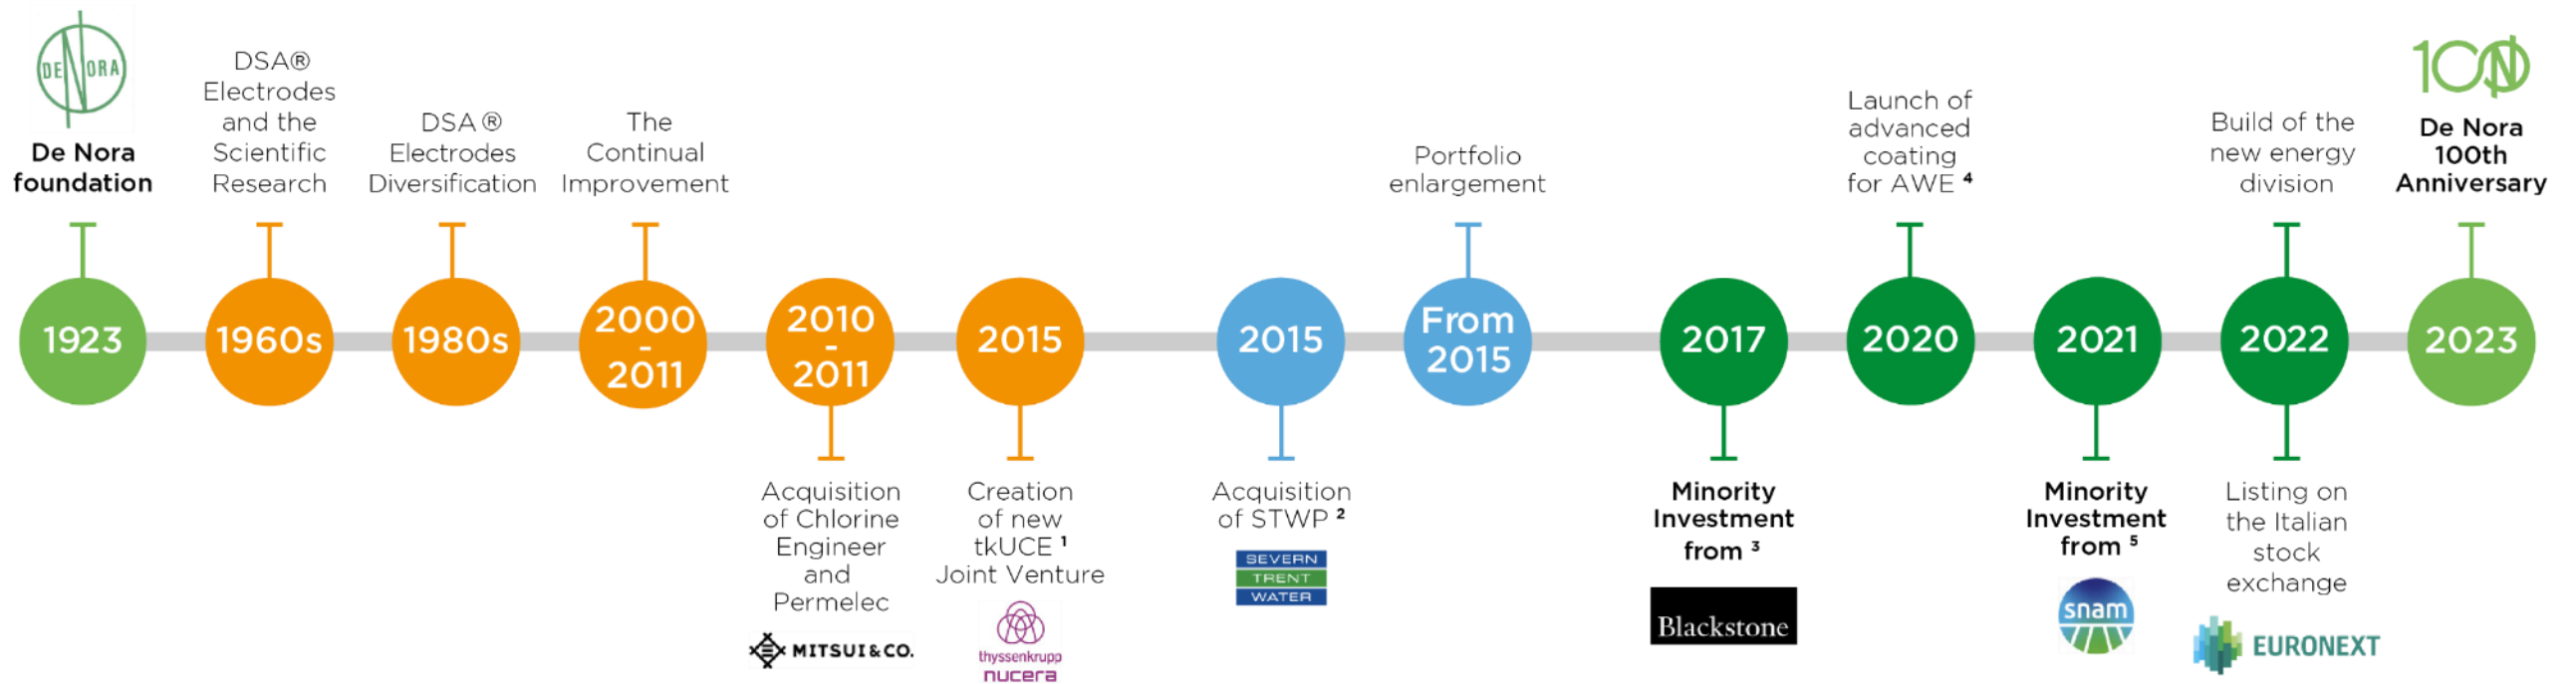 DE NORA
De Nora
foundation
1923
DSA®
Electrodes
and the
Scientific
Research
1960s
DSA ®
Electrodes
Diversification
1980s
The
Continual
Improvement
2000
-
2011
2010
-
2011
Acquisition
of Chlorine
Engineer
and
Permelec
MITSUI & CO.
2015
Creation
of new
tkUCE 1
Joint Venture
thyssenkrupp
nucera
2015
Acquisition
of STWP 2
SEVERN
TRENT
WATER
Portfolio
enlargement
From
2015
2017
Minority
Investment
from 3
Blackstone
Launch of
advanced
coating
for AWE 4
2020
2021
Minority
Investment
from 5
snam
Build of the
new energy
division
2022
Listing on
the Italian
stock
exchange
EURONEXT
100
De Nora
100th
Anniversary
2023